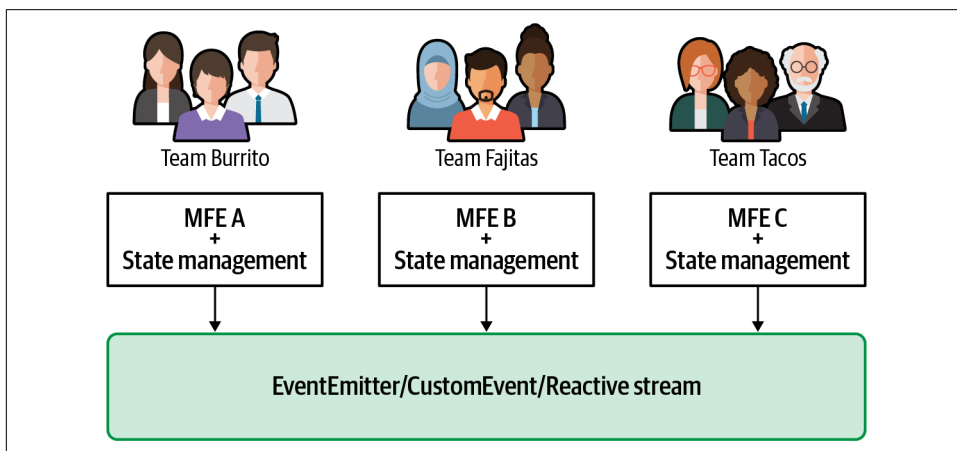 Team Burrito
Team Fajitas
Team Tacos
MFE A
+
State management
MFE B
+
State management
MFE C
+
State management
EventEmitter/CustomEvent/Reactive stream